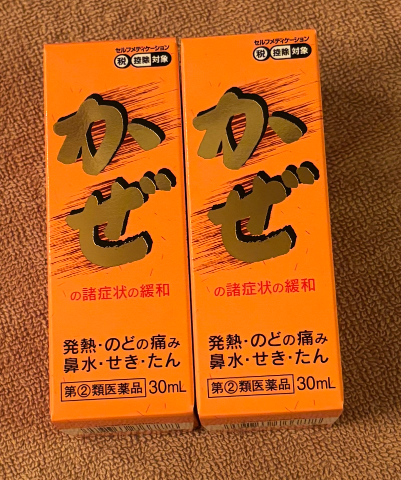 セルフメディケーション
税 控除 対象
かぜ
の諸症状の緩和
発熱・のどの痛み
鼻水・せき・たん
第②類医薬品 30mL
セルフメディケーション
税 控除 対象
かぜ
の諸症状の緩和
発熱・のどの痛み
鼻水・せき・たん
指定第②類医薬品 30mL